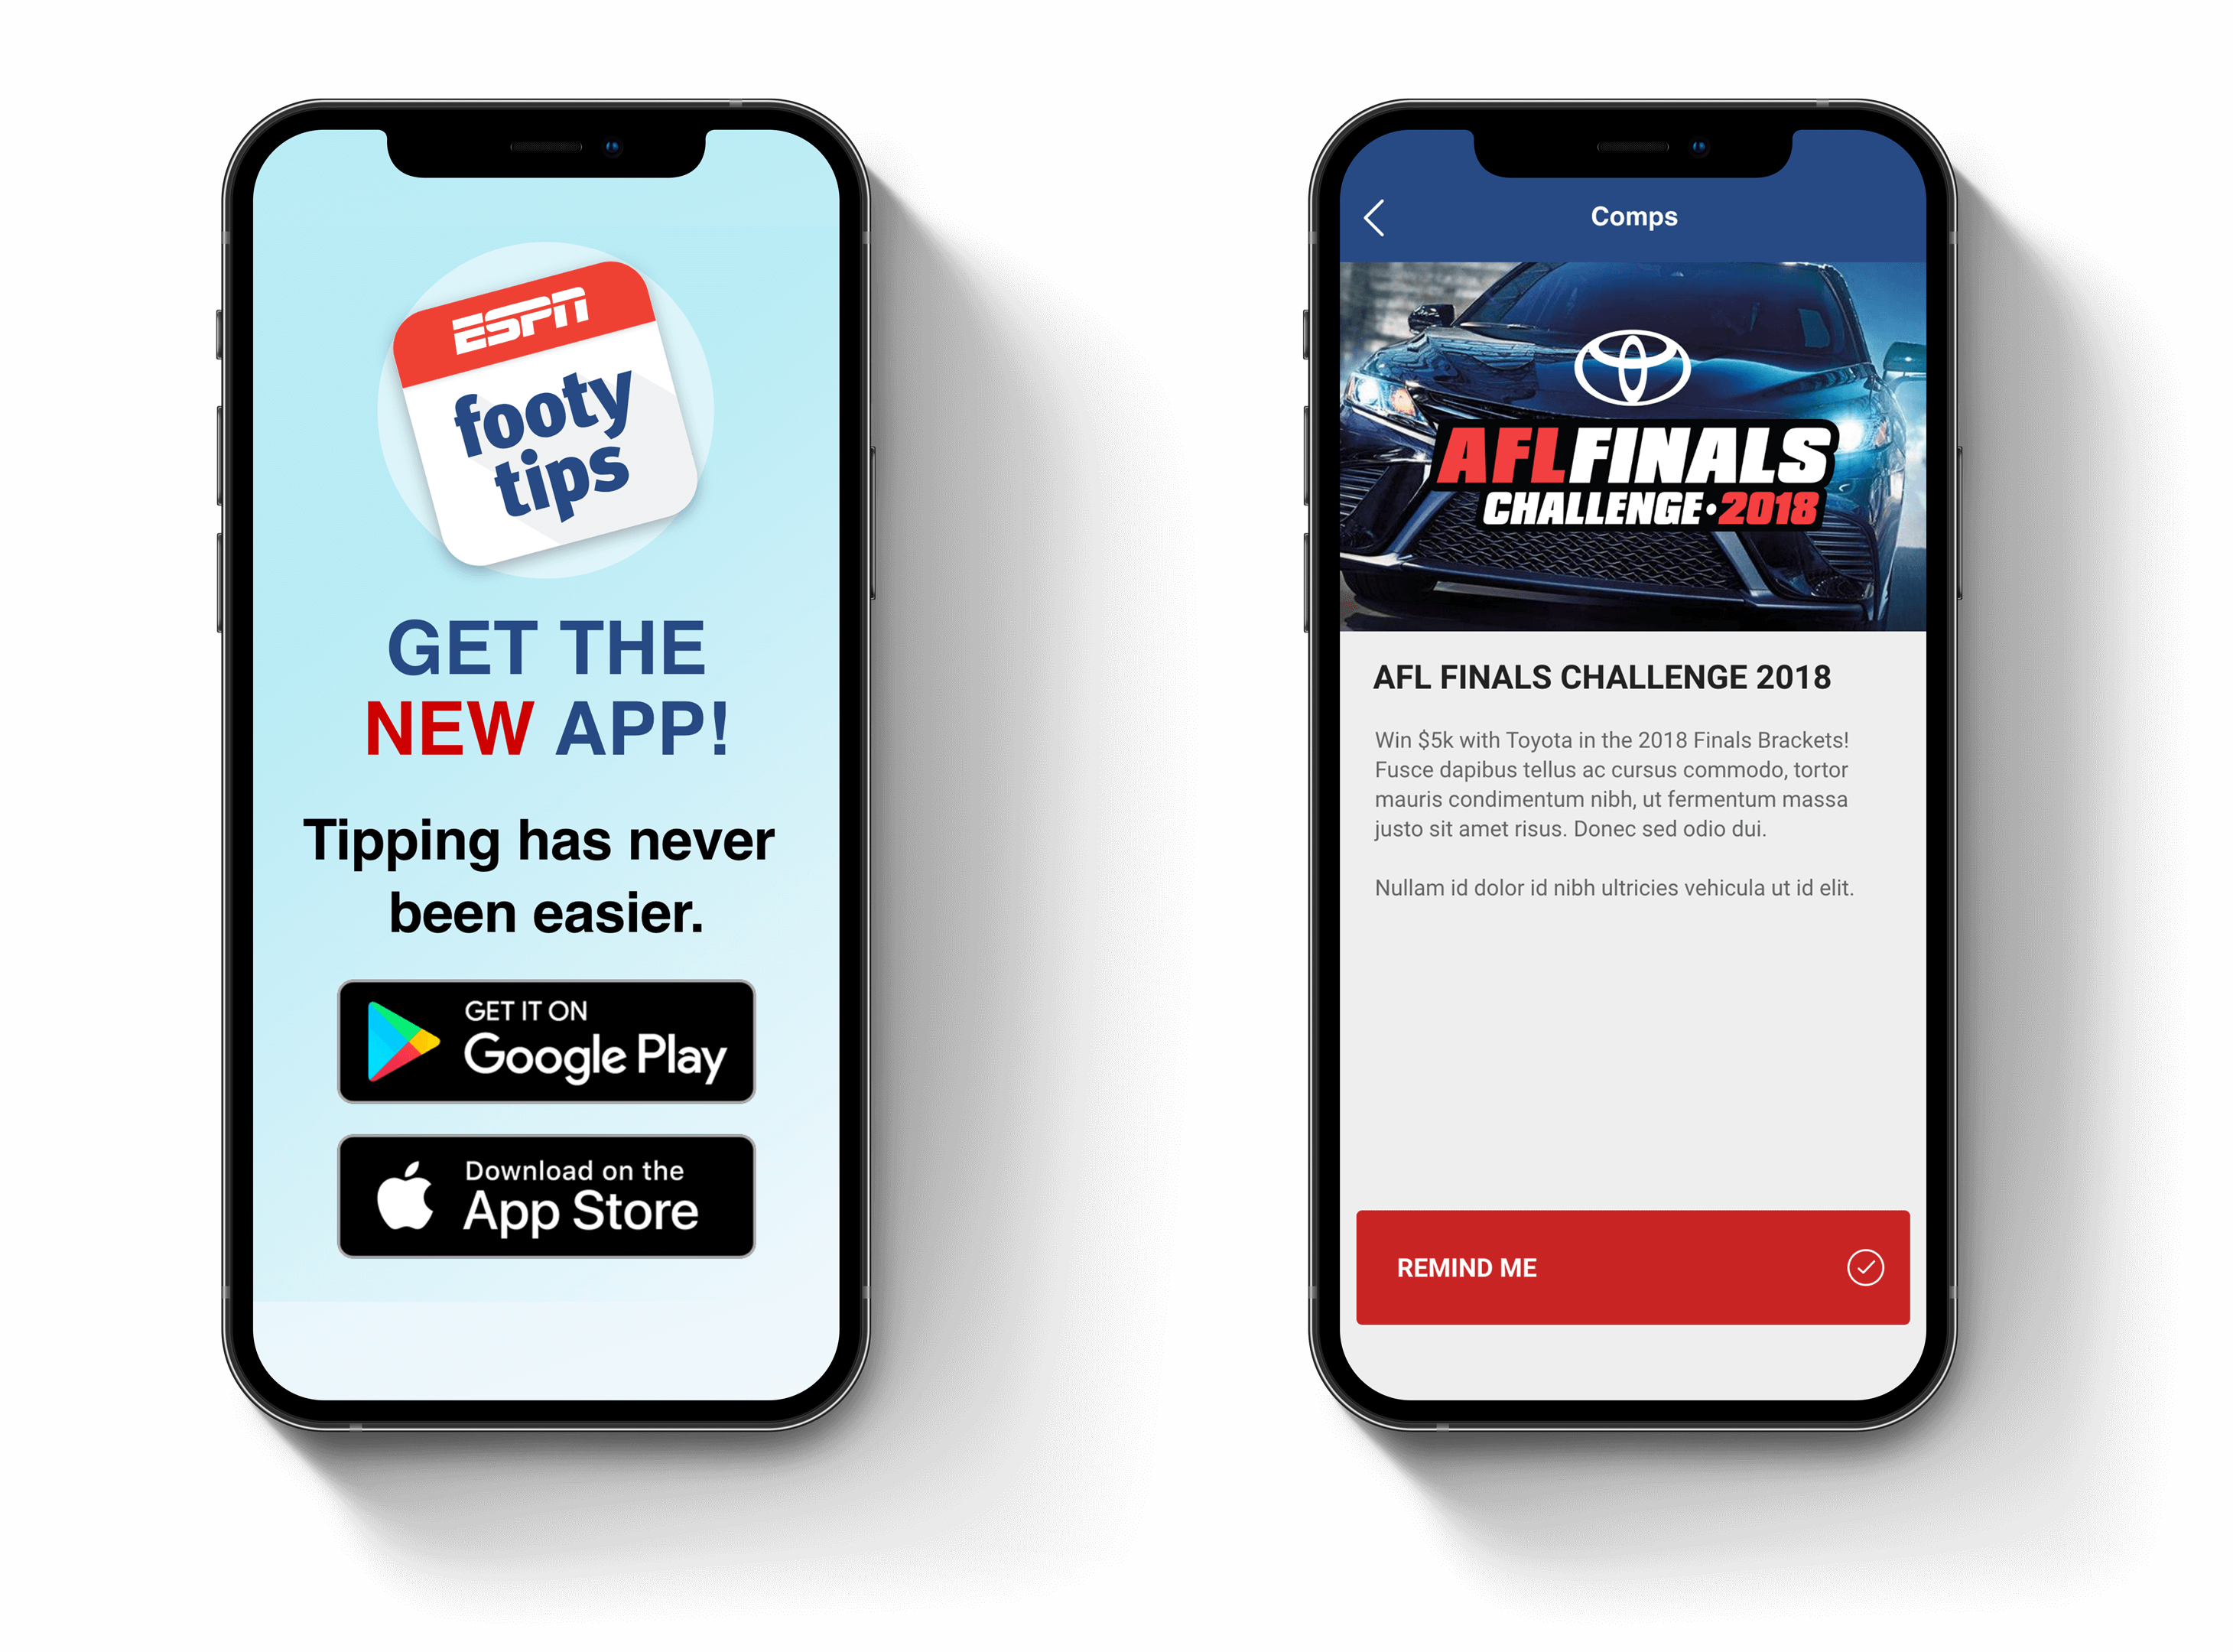 ESPN
footy
tips
GET THE
NEW APP!
Tipping has never
been easier.
GET IT ON
Google Play
Download on the
App Store
Comps
AFL FINALS
CHALLENGE•2018
AFL FINALS CHALLENGE 2018
Win $5k with Toyota in the 2018 Finals Brackets!
Fusce dapibus tellus ac cursus commodo, tortor
mauris condimentum nibh, ut fermentum massa
justo sit amet risus. Donec sed odio dui.
Nullam id dolor id nibh ultricies vehicula ut id elit.
REMIND ME